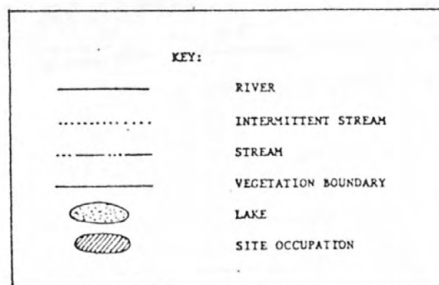 KEY:
RIVER
INTERMITTENT STREAM
STREAM
VEGETATION BOUNDARY
LAKE
SITE OCCUPATION